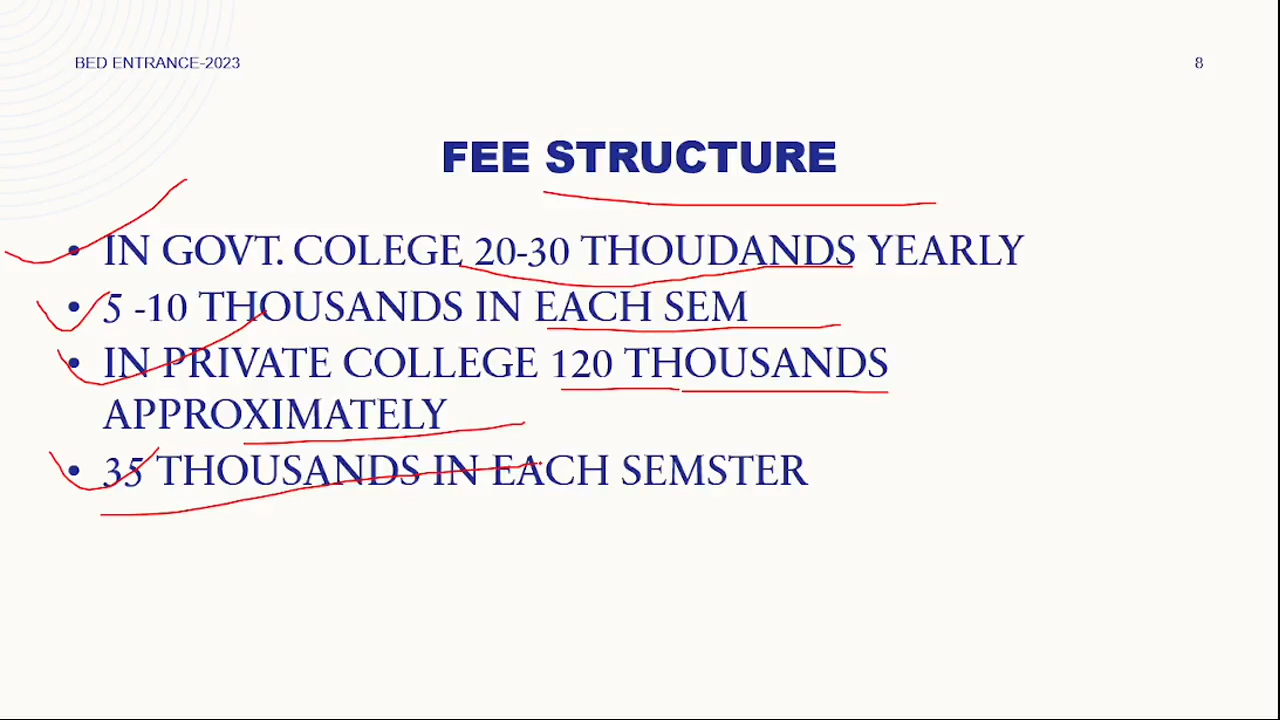 BED ENTRANCE-2023
8
FEE STRUCTURE
• IN GOVT. COLEGE 20-30 THOUDANDS YEARLY
• 5 -10 THOUSANDS IN EACH SEM
• IN PRIVATE COLLEGE 120 THOUSANDS
APPROXIMATELY
• 35 THOUSANDS IN EACH SEMSTER